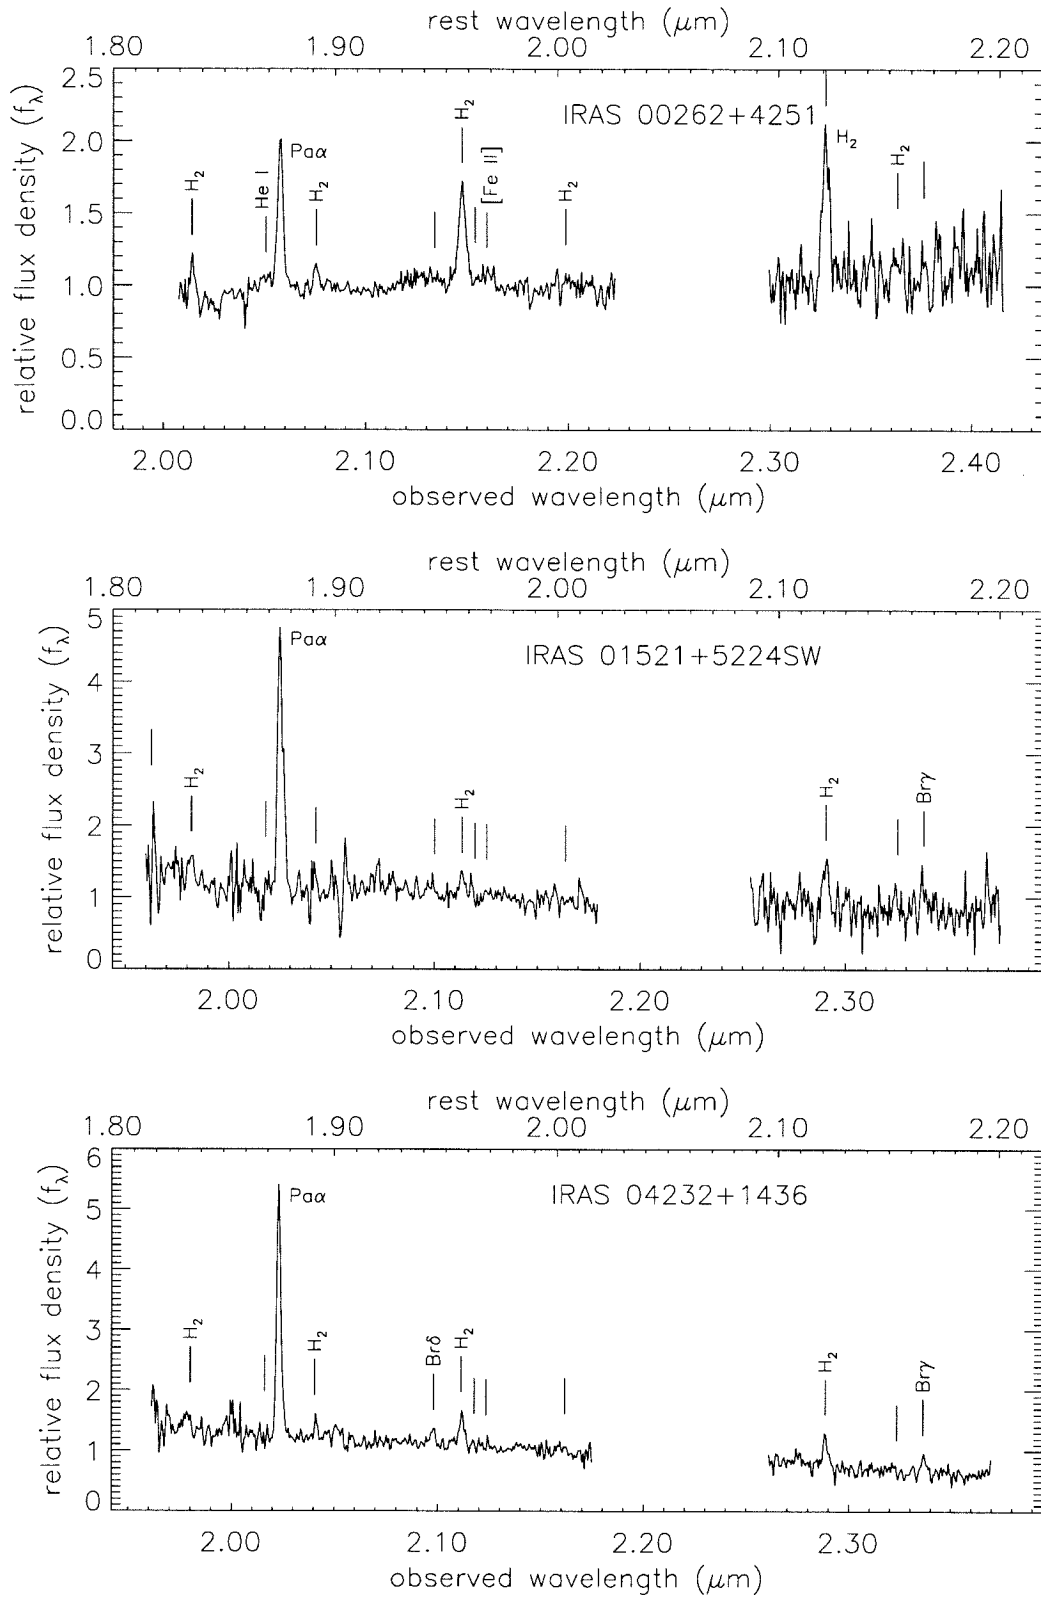 rest wavelength (μm)
1.80 1.90 2.00 2.10 2.20
relative flux density (fλ)
2.5
2.0
1.5
1.0
0.5
0.0
IRAS 00262+4251
H₂
He I
Paα
H₂
H₂
[Fe II]
H₂
H₂
H₂
2.00 2.10 2.20 2.30 2.40
observed wavelength (μm)
rest wavelength (μm)
1.80 1.90 2.00 2.10 2.20
relative flux density (fλ)
5
4
3
2
1
0
IRAS 01521+5224SW
H₂
Paα
H₂
H₂
Brγ
2.00 2.10 2.20 2.30
observed wavelength (μm)
rest wavelength (μm)
1.80 1.90 2.00 2.10 2.20
relative flux density (fλ)
6
5
4
3
2
1
0
IRAS 04232+1436
H₂
Paα
H₂
Brδ
H₂
H₂
Brγ
2.00 2.10 2.20 2.30
observed wavelength (μm)